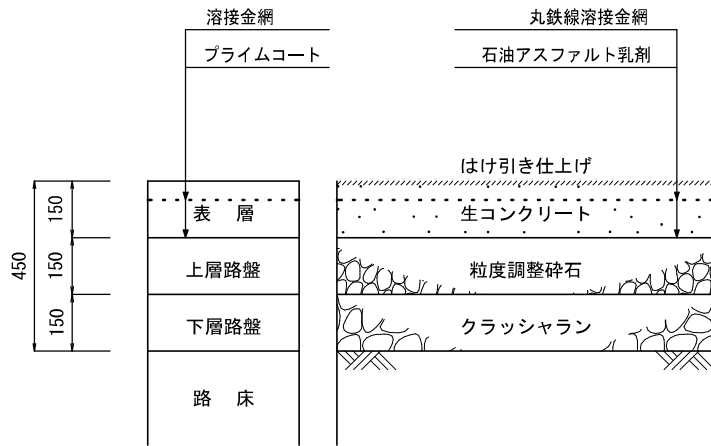 溶接金網
丸鉄線溶接金網
プライムコート
石油アスファルト乳剤
はけ引き仕上げ
450
150
表 層
生コンクリート
150
上層路盤
粒度調整砕石
150
下層路盤
クラッシャラン
路 床